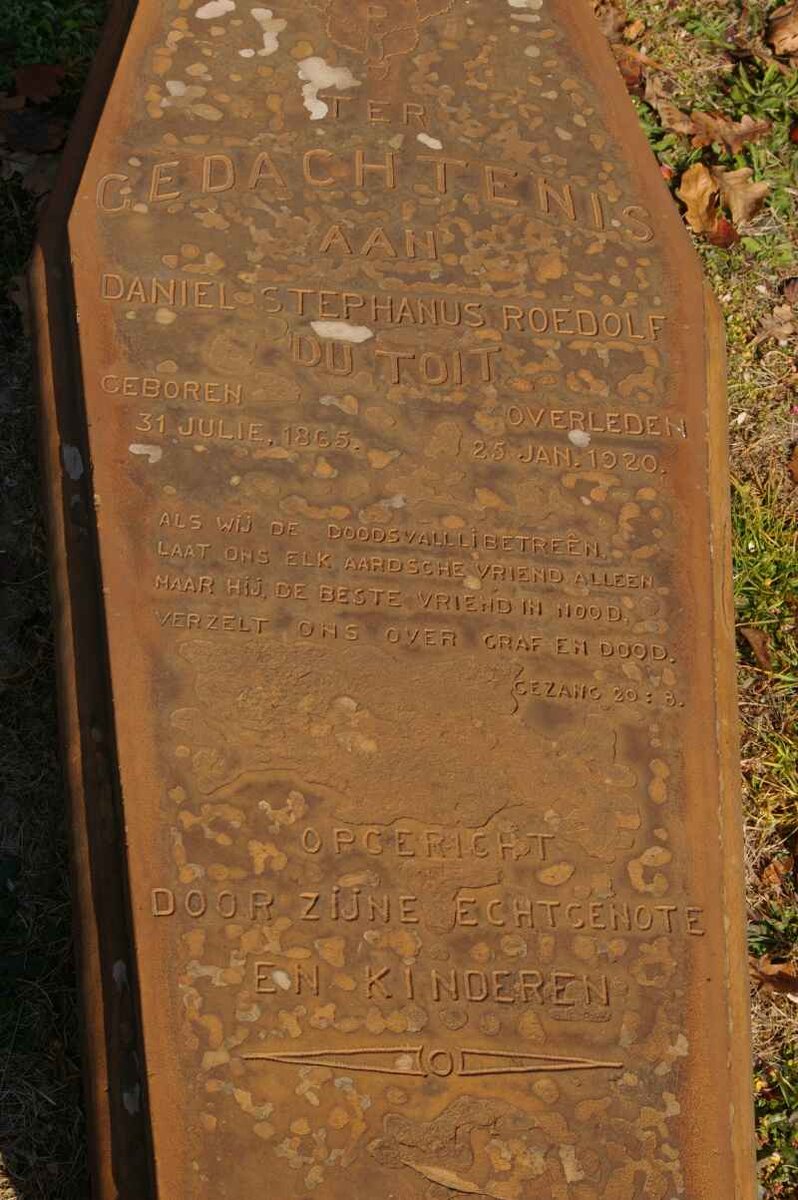 TER
GEDACHTENIS
AAN
DANIEL STEPHANUS ROEDOLF
DU TOIT
GEBOREN
31 JULIE, 1865.
OVERLEDEN
25 JAN. 1920.
ALS WIJ DE DOODSVALLLIBETREÊN,
LAAT ONS ELK AARDSCHE VRIEND ALLEEN
MAAR HIJ, DE BESTE VRIEND IN NOOD,
VERZELT ONS OVER GRAF EN DOOD.
GEZANG 20:8.
OPGERICHT
DOOR ZIJNE ECHTGENOTE
EN KINDEREN